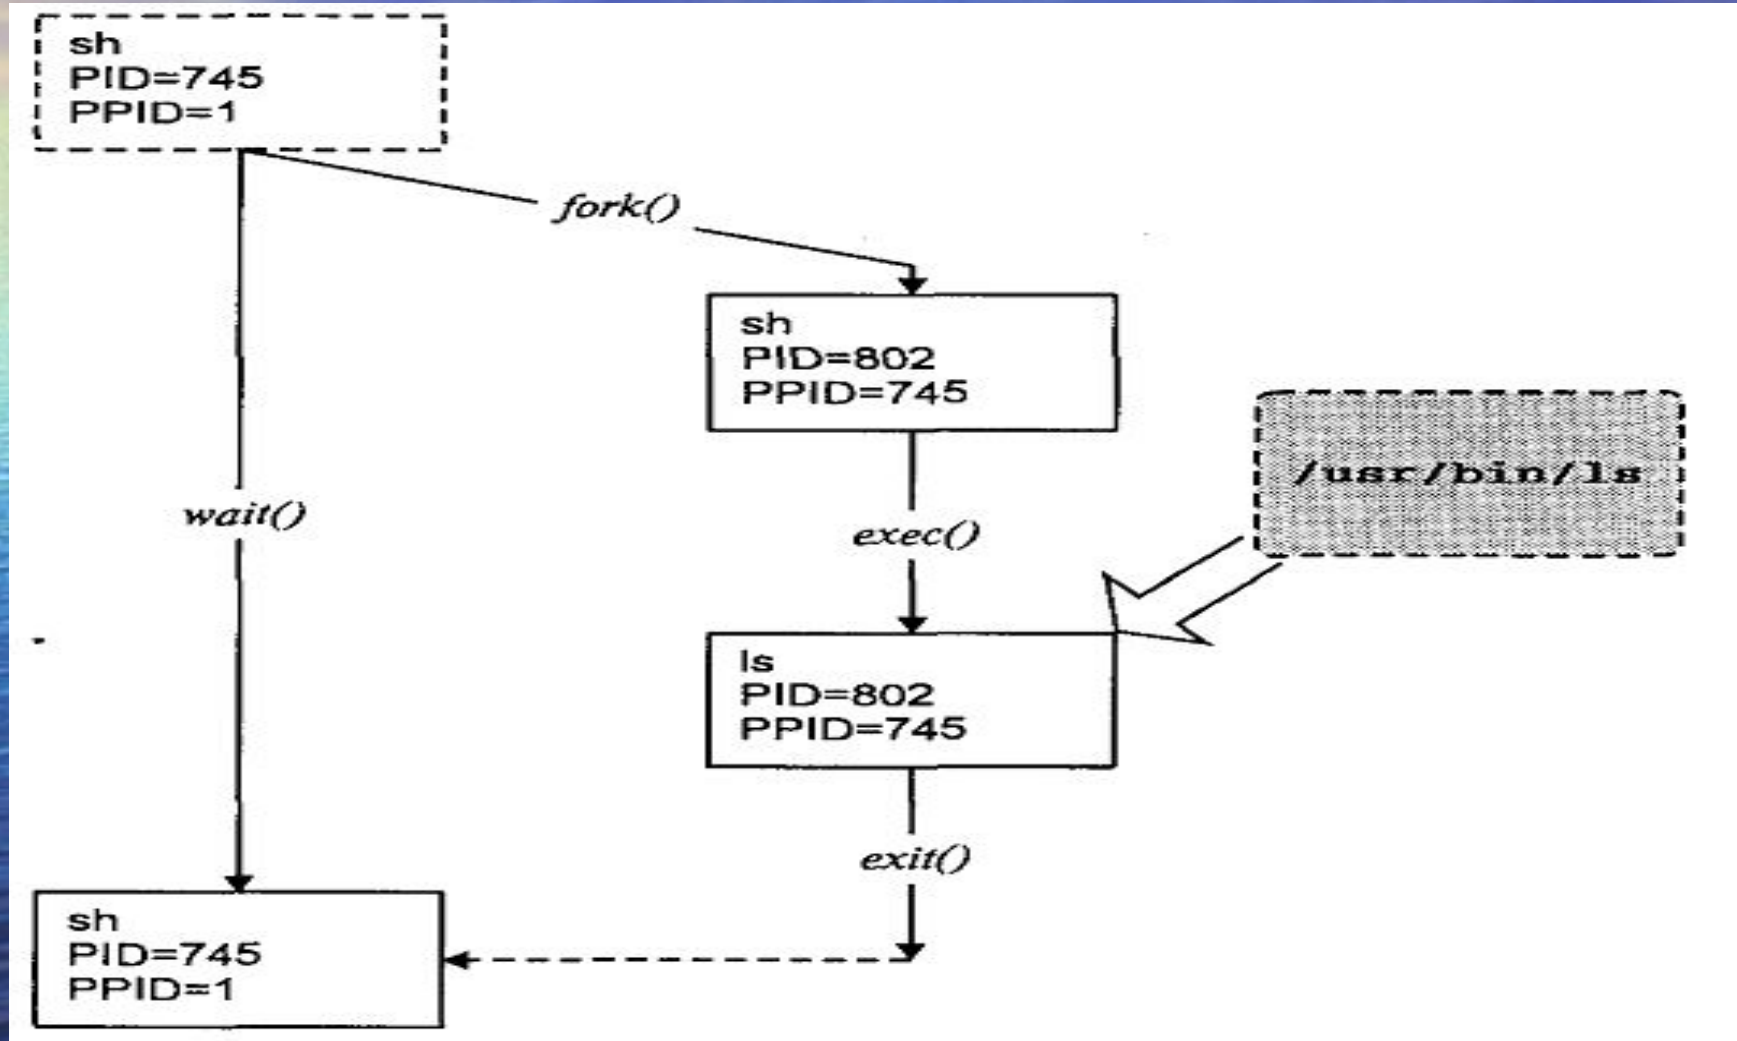 sh
PID=745
PPID=1
fork()
sh
PID=802
PPID=745
/usr/bin/ls
wait()
exec()
ls
PID=802
PPID=745
exit()
sh
PID=745
PPID=1